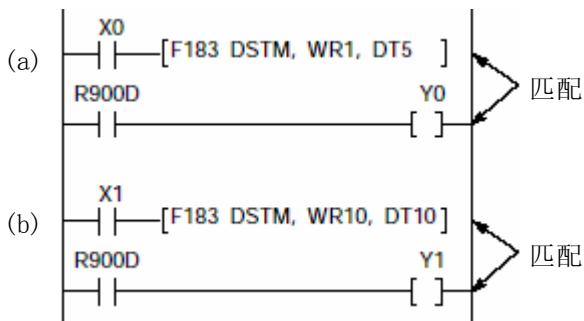 X0
(a) [F183 DSTM, WR1, DT5 ]
R900D Y0
匹配
X1
(b) [F183 DSTM, WR10, DT10]
R900D Y1
匹配